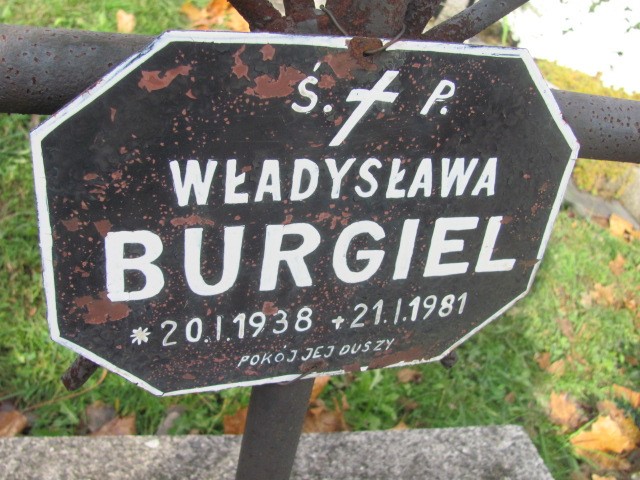 Ś. † P.
WŁADYSŁAWA
BURGIEL
* 20.I.1938 + 21.I.1981
POKÓJ JEJ DUSZY